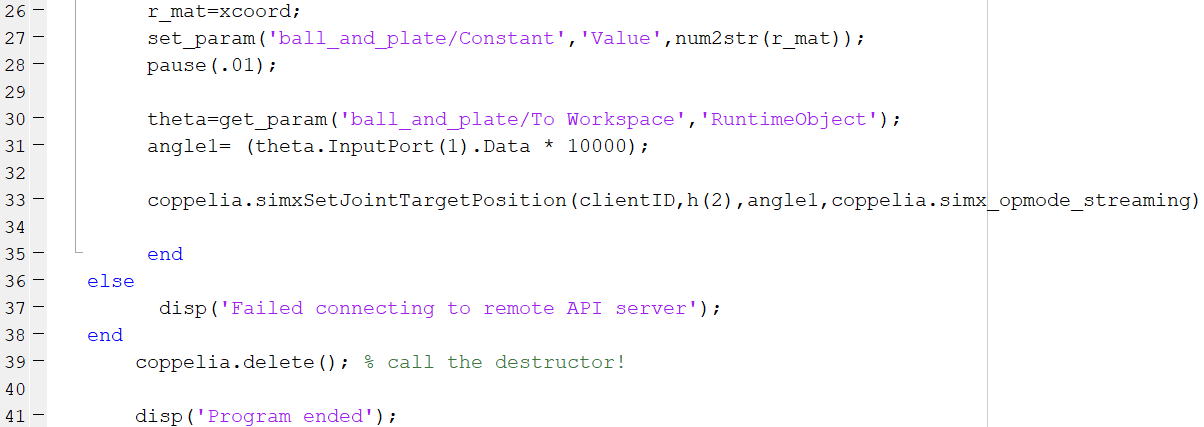 26 r_mat=xcoord;
27 set_param('ball_and_plate/Constant','Value',num2str(r_mat));
28 pause(.01);
29
30 theta=get_param('ball_and_plate/To Workspace','RuntimeObject');
31 angle1= (theta.InputPort(1).Data * 10000);
32
33 coppelia.simxSetJointTargetPosition(clientID,h(2),angle1,coppelia.simx_opmode_streaming)
34
35 end
36 else
37 disp('Failed connecting to remote API server');
38 end
39 coppelia.delete(); % call the destructor!
40
41 disp('Program ended');